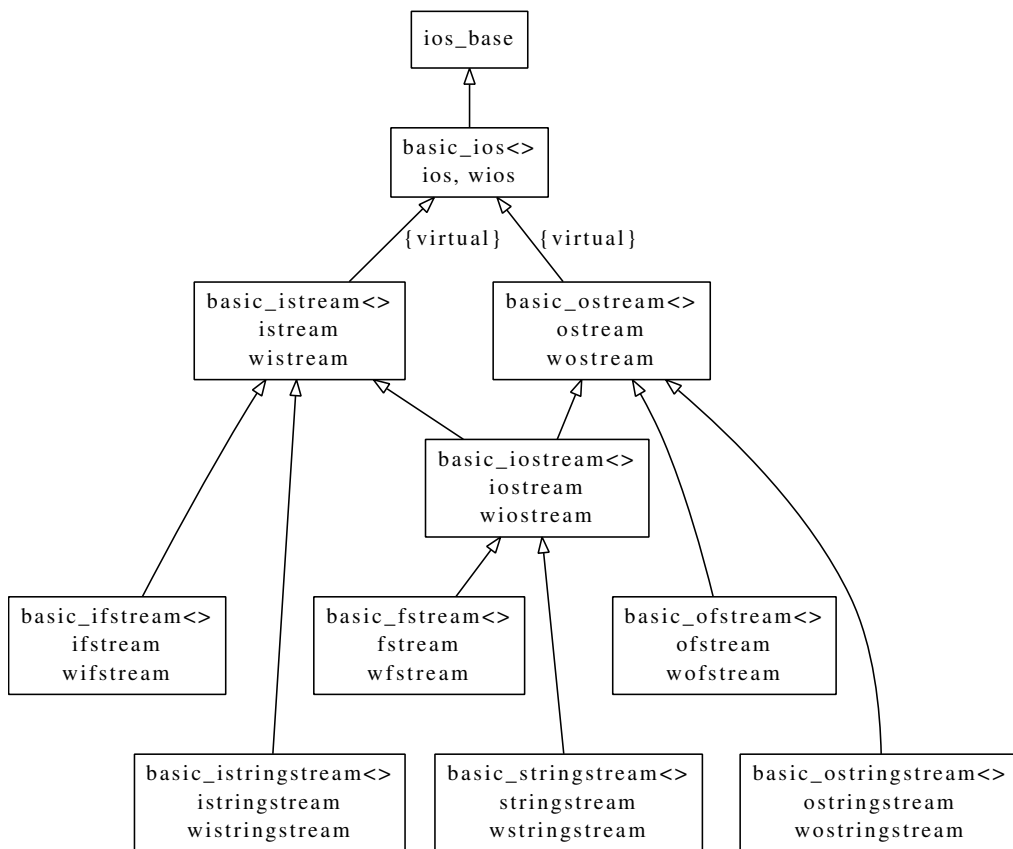 ios_base
basic_ios<>
ios, wios
{virtual}
{virtual}
basic_istream<>
istream
wistream
basic_ostream<>
ostream
wostream
basic_iostream<>
iostream
wiostream
basic_ifstream<>
ifstream
wifstream
basic_fstream<>
fstream
wfstream
basic_ofstream<>
ofstream
wofstream
basic_istringstream<>
istringstream
wistringstream
basic_stringstream<>
stringstream
wstringstream
basic_ostringstream<>
ostringstream
wostringstream